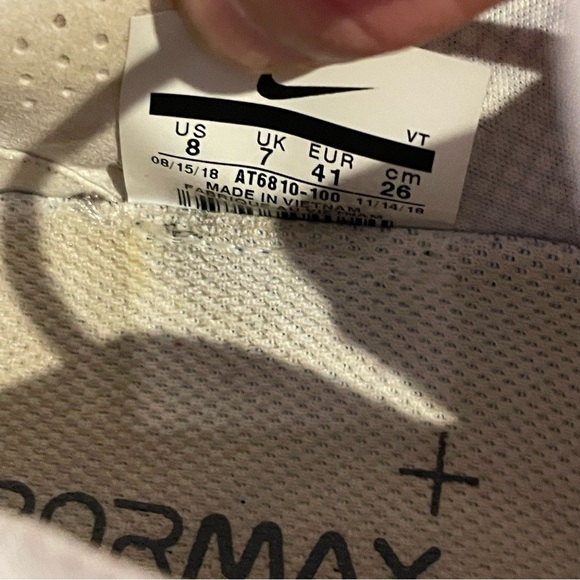 VT
US UK EUR cm
8 7 41 26
08/15/18 AT6810-100 11/14/18
MADE IN VIETNAM